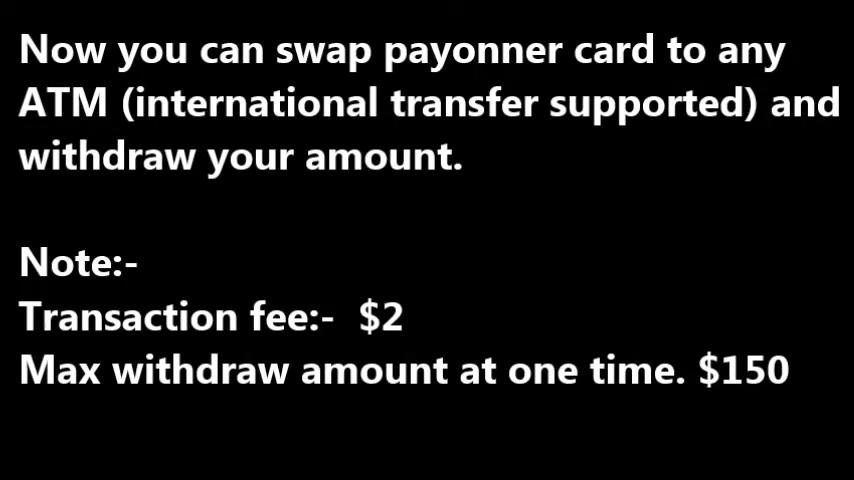 Now you can swap payonner card to any
ATM (international transfer supported) and
withdraw your amount.
Note:-
Transaction fee:-  $2
Max withdraw amount at one time. $150